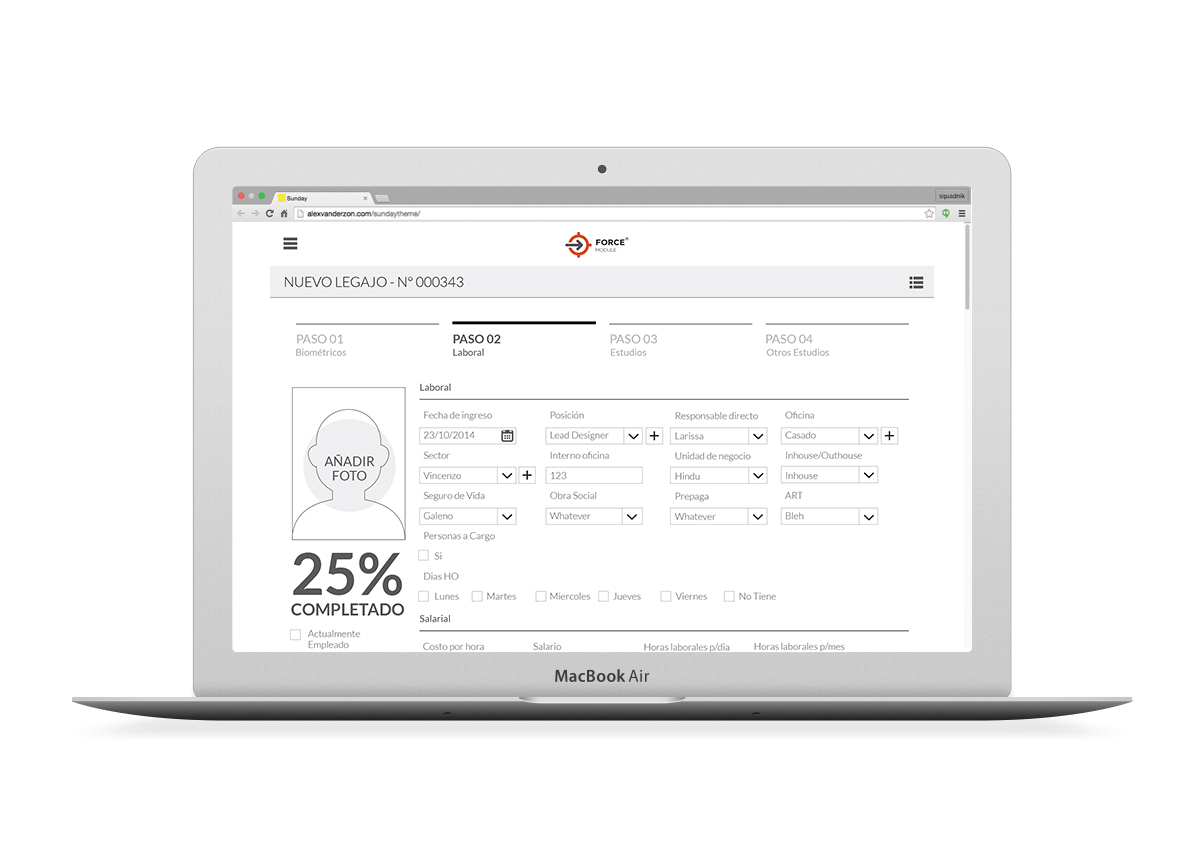 Sunday
squadnik
alexvanderzon.com/sundaytheme/
FORCE®
MODULE
NUEVO LEGAJO - Nº 000343
PASO 01
Biométricos
PASO 02
Laboral
PASO 03
Estudios
PASO 04
Otros Estudios
AÑADIR
FOTO
25%
COMPLETADO
Actualmente
Empleado
Laboral
Fecha de ingreso Posición Responsable directo Oficina
23/10/2014 Lead Designer Larissa Casado
Sector Interno oficina Unidad de negocio Inhouse/Outhouse
Vincenzo 123 Hindu Inhouse
Seguro de Vida Obra Social Prepaga ART
Galeno Whatever Whatever Bleh
Personas a Cargo
Si
Dias HO
Lunes Martes Miercoles Jueves Viernes No Tiene
Salarial
Costo por hora Salario Horas laborales p/dia Horas laborales p/mes
MacBook Air